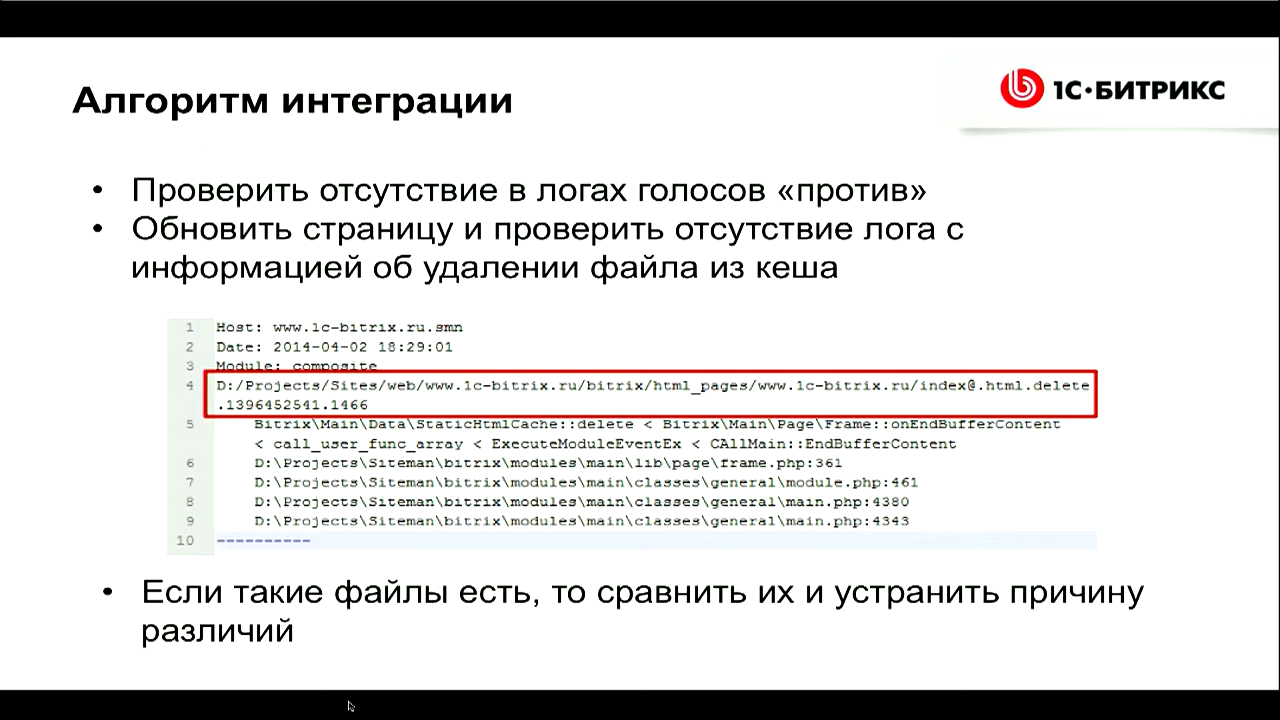 Алгоритм интеграции
1С·БИТРИКС
• Проверить отсутствие в логах голосов «против»
• Обновить страницу и проверить отсутствие лога с
информацией об удалении файла из кеша
1 Host: www.1c-bitrix.ru.smn
2 Date: 2014-04-02 18:29:01
3 Module: composite
4 D:/Projects/Sites/web/www.1c-bitrix.ru/bitrix/html_pages/www.1c-bitrix.ru/index@.html.delete
.1396452541.1466
5 Bitrix\Main\Data\StaticHtmlCache::delete < Bitrix\Main\Page\Frame::onEndBufferContent
< call_user_func_array < ExecuteModuleEventEx < CAllMain::EndBufferContent
6 D:\Projects\Siteman\bitrix\modules\main\lib\page\frame.php:361
7 D:\Projects\Siteman\bitrix\modules\main\classes\general\module.php:461
8 D:\Projects\Siteman\bitrix\modules\main\classes\general\main.php:4380
9 D:\Projects\Siteman\bitrix\modules\main\classes\general\main.php:4343
10 ----------
• Если такие файлы есть, то сравнить их и устранить причину
различий